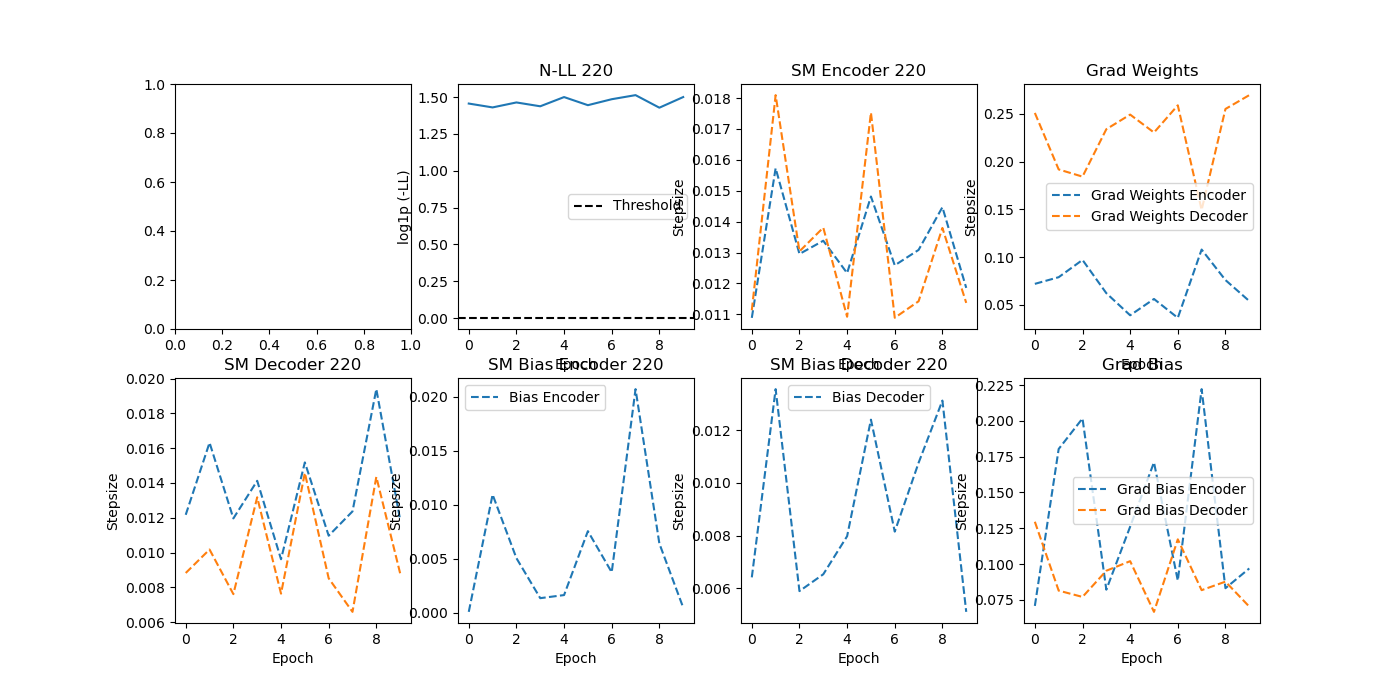 N-LL 220
SM Encoder 220
Grad Weights
1.0
0.8
0.6
0.4
0.2
0.0
0.0 0.2 0.4 0.6 0.8 1.0
log1p (-LL)
1.50
1.25
1.00
0.75
0.50
0.25
0.00
Threshold
0 2 4 6 8
Epoch
Stepsize
0.018
0.017
0.016
0.015
0.014
0.013
0.012
0.011
0 2 4 6 8
Epoch
Stepsize
0.25
0.20
0.15
0.10
0.05
Grad Weights Encoder
Grad Weights Decoder
0 2 4 6 8
Epoch
SM Decoder 220
SM Bias Encoder 220
SM Bias Decoder 220
Grad Bias
Stepsize
0.020
0.018
0.016
0.014
0.012
0.010
0.008
0.006
0 2 4 6 8
Epoch
Stepsize
0.020
0.015
0.010
0.005
0.000
Bias Encoder
0 2 4 6 8
Epoch
Stepsize
0.012
0.010
0.008
0.006
Bias Decoder
0 2 4 6 8
Epoch
Stepsize
0.225
0.200
0.175
0.150
0.125
0.100
0.075
Grad Bias Encoder
Grad Bias Decoder
0 2 4 6 8
Epoch